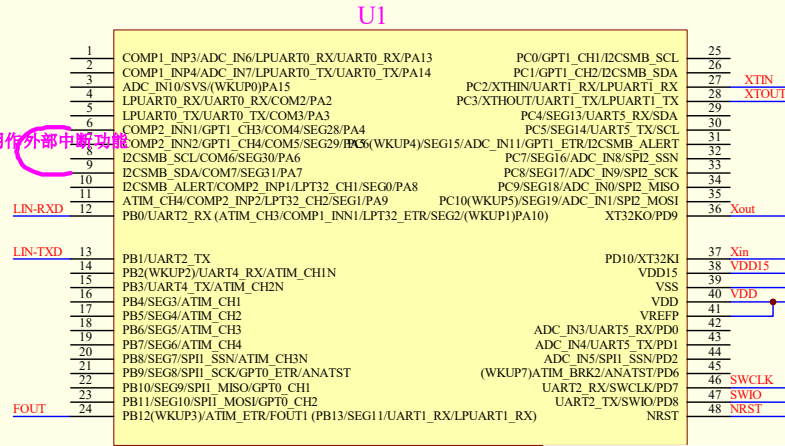 U1
1 COMP1_INP3/ADC_IN6/LPUART0_RX/UART0_RX/PA13
2 COMP1_INP4/ADC_IN7/LPUART0_TX/UART0_TX/PA14
3 ADC_IN10/SVS/(WKUP0)PA15
4 LPUART0_RX/UART0_RX/COM2/PA2
5 LPUART0_TX/UART0_TX/COM3/PA3
6 COMP2_INN1/GPT1_CH3/COM4/SEG28/PA4
7 COMP2_INN2/GPT1_CH4/COM5/SEG29/PA5
用作外部中断功能
8 I2CSMB_SCL/COM6/SEG30/PA6
9 I2CSMB_SDA/COM7/SEG31/PA7
10 I2CSMB_ALERT/COMP2_INP1/LPT32_CH1/SEG0/PA8
11 ATIM_CH4/COMP2_INP2/LPT32_CH2/SEG1/PA9
LIN-RXD 12 PB0/UART2_RX (ATIM_CH3/COMP1_INN1/LPT32_ETR/SEG2/(WKUP1)PA10)
LIN-TXD 13 PB1/UART2_TX
14 PB2(WKUP2)/UART4_RX/ATIM_CH1N
15 PB3/UART4_TX/ATIM_CH2N
16 PB4/SEG3/ATIM_CH1
17 PB5/SEG4/ATIM_CH2
18 PB6/SEG5/ATIM_CH3
19 PB7/SEG6/ATIM_CH4
20 PB8/SEG7/SPI1_SSN/ATIM_CH3N
21 PB9/SEG8/SPI1_SCK/GPT0_ETR/ANATST
22 PB10/SEG9/SPI1_MISO/GPT0_CH1
23 PB11/SEG10/SPI1_MOSI/GPT0_CH2
FOUT 24 PB12(WKUP3)/ATIM_ETR/FOUT1 (PB13/SEG11/UART1_RX/LPUART1_RX)
PC0/GPT1_CH1/I2CSMB_SCL 25
PC1/GPT1_CH2/I2CSMB_SDA 26
PC2/XTHIN/UART1_RX/LPUART1_RX 27 XTIN
PC3/XTHOUT/UART1_TX/LPUART1_TX 28 XTOUT
PC4/SEG13/UART5_RX/SDA 29
PC5/SEG14/UART5_TX/SCL 30
PC6(WKUP4)/SEG15/ADC_IN11/GPT1_ETR/I2CSMB_ALERT 31
PC7/SEG16/ADC_IN8/SPI2_SSN 32
PC8/SEG17/ADC_IN9/SPI2_SCK 33
PC9/SEG18/ADC_IN0/SPI2_MISO 34
PC10(WKUP5)/SEG19/ADC_IN1/SPI2_MOSI 35
XT32KO/PD9 36 Xout
PD10/XT32KI 37 Xin
VDD15 38 VDD15
VSS 39
VDD 40 VDD
VREFP 41
ADC_IN3/UART5_RX/PD0 42
ADC_IN4/UART5_TX/PD1 43
ADC_IN5/SPI1_SSN/PD2 44
(WKUP7)ATIM_BRK2/ANATST/PD6 45
UART2_RX/SWCLK/PD7 46 SWCLK
UART2_TX/SWIO/PD8 47 SWIO
NRST 48 NRST